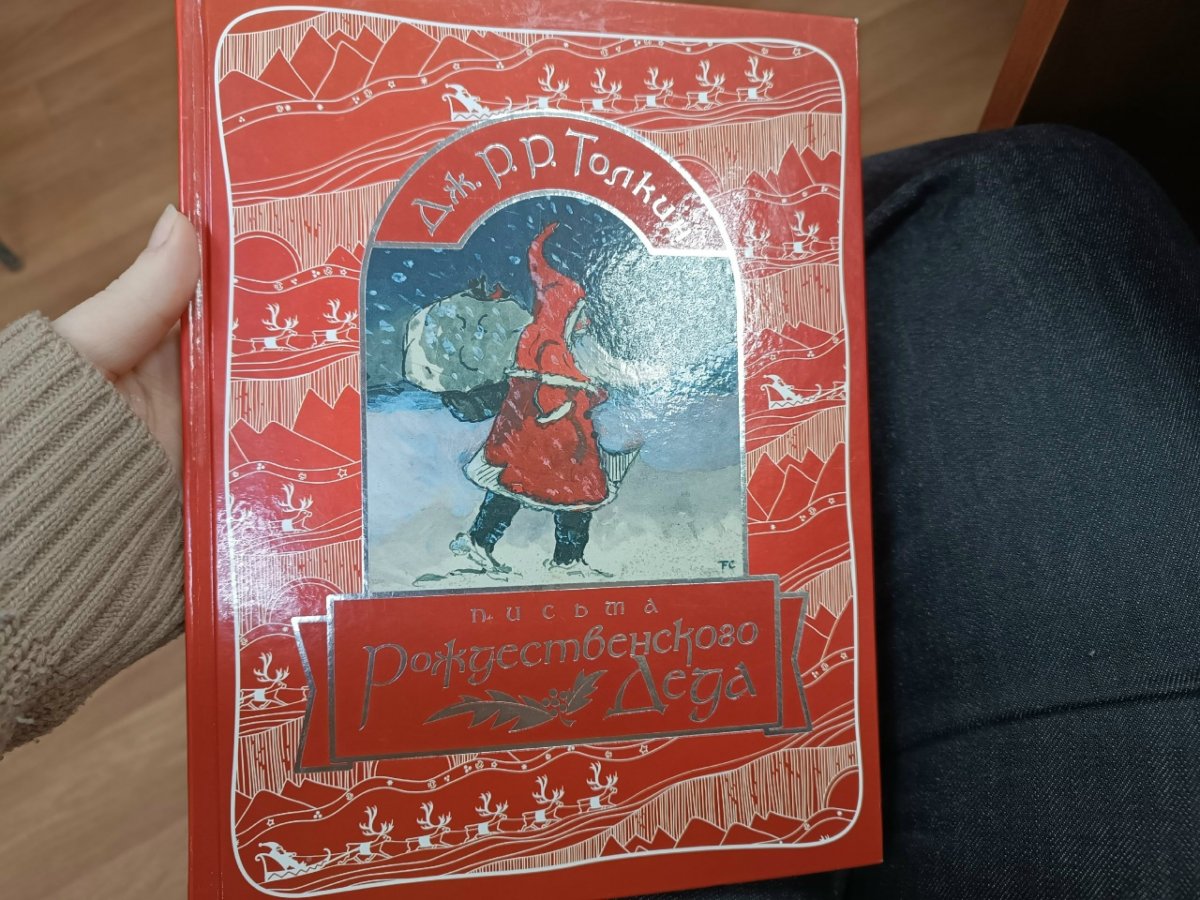 Дж. Р.Р. Толкин
FC
письма
Рождественского
Деда